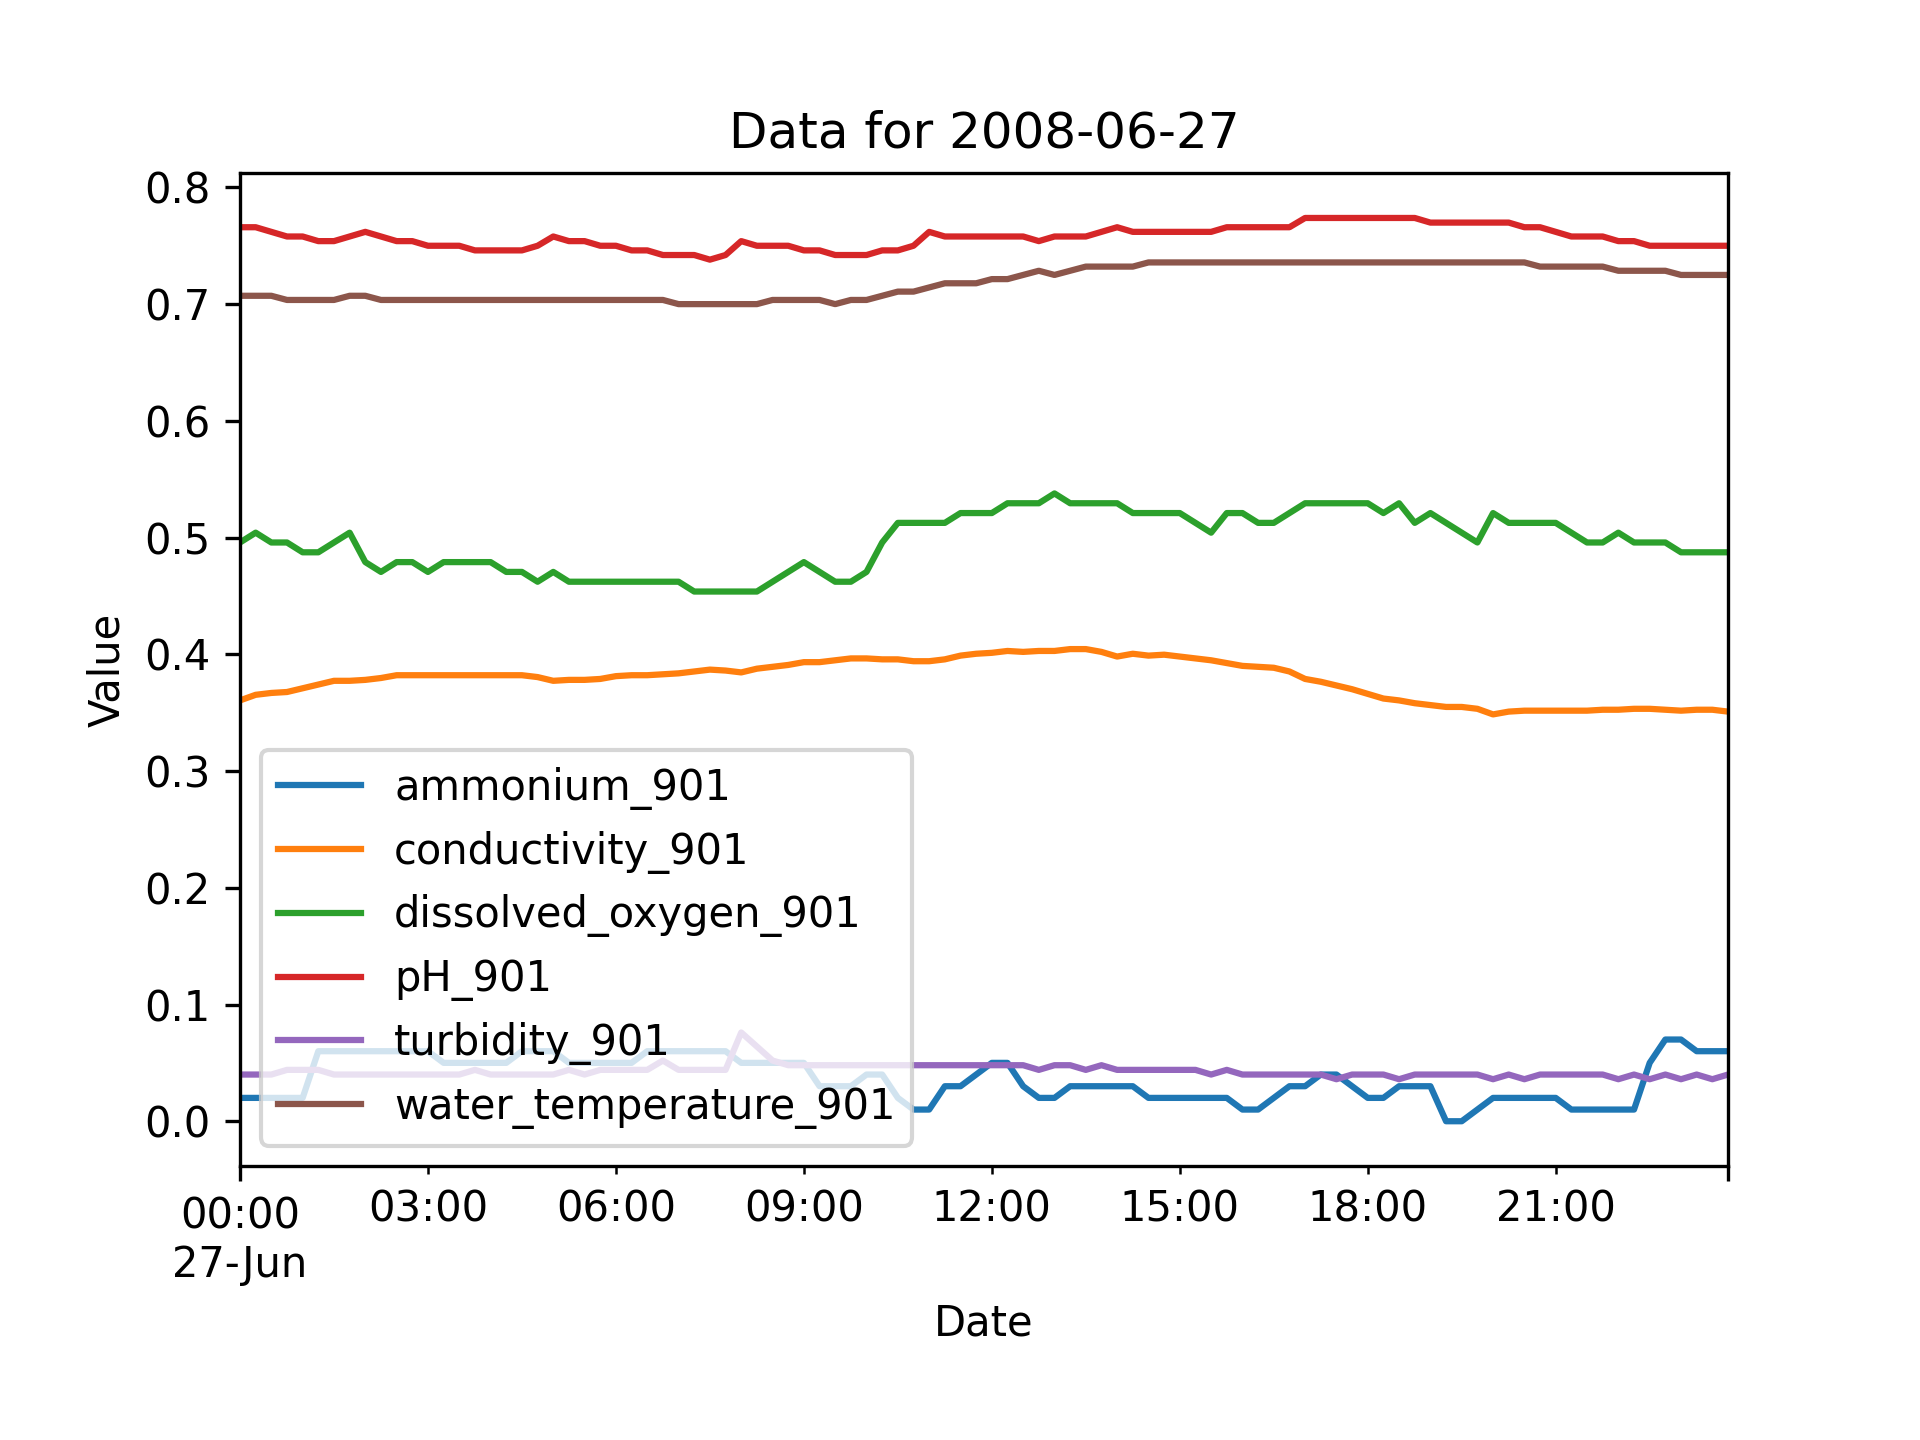 Data for 2008-06-27
0.8
0.7
0.6
0.5
0.4
0.3
0.2
0.1
0.0
Value
ammonium_901
conductivity_901
dissolved_oxygen_901
pH_901
turbidity_901
water_temperature_901
00:00 03:00 06:00 09:00 12:00 15:00 18:00 21:00
27-Jun
Date